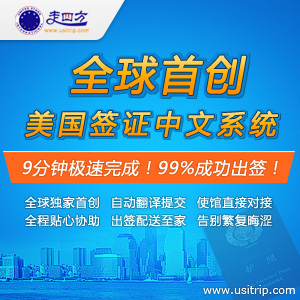 走四方
全球首创
美国签证中文系统
9分钟极速完成！99%成功出签！
全球独家首创 自动翻译提交 使馆直接对接
全程贴心协助 出签配送至家 告别繁复晦涩
www.usitrip.com